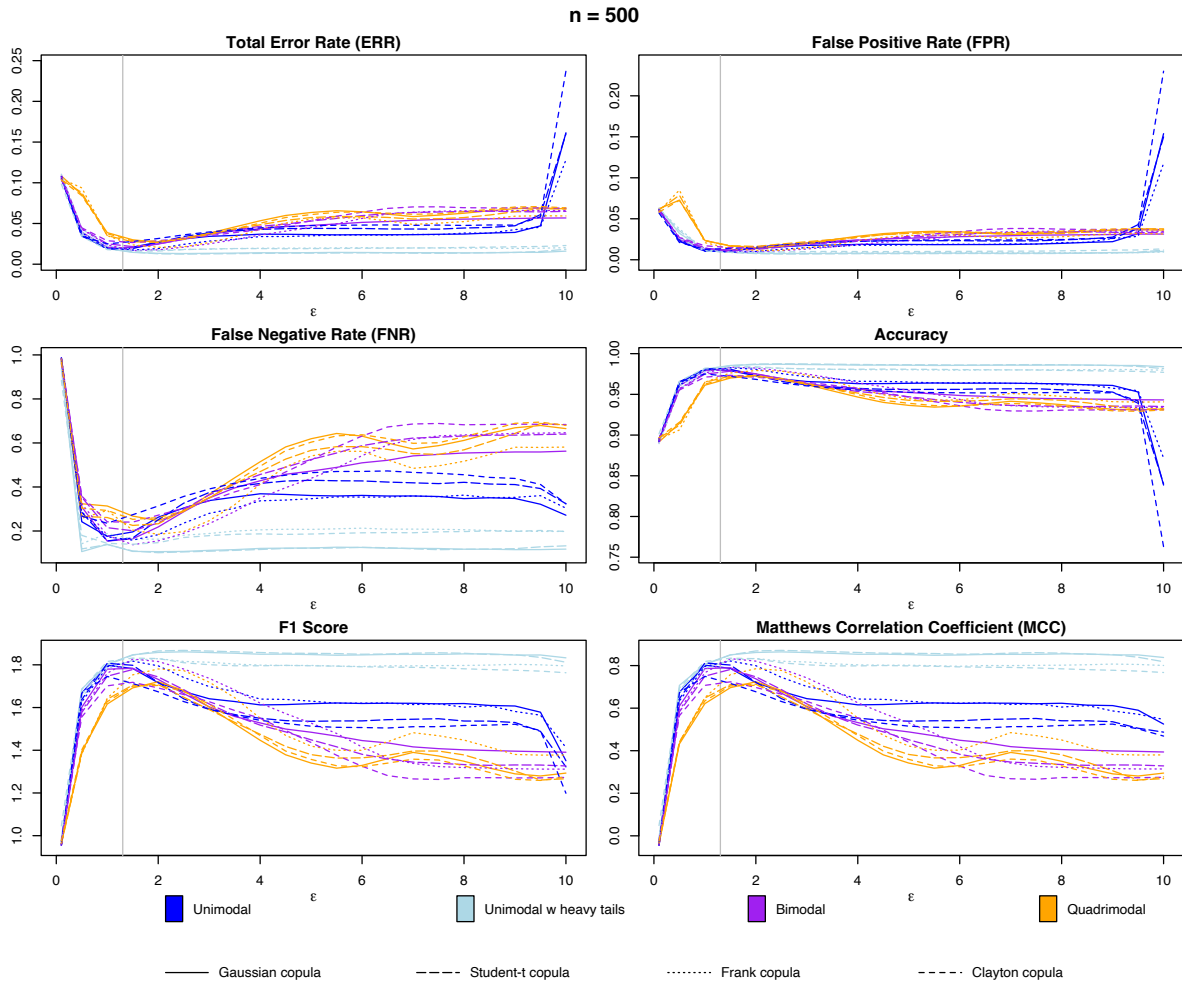 n = 500
Total Error Rate (ERR)
0.00 0.05 0.10 0.15 0.20 0.25
0 2 4 6 8 10
ε
False Positive Rate (FPR)
0.00 0.05 0.10 0.15 0.20
0 2 4 6 8 10
ε
False Negative Rate (FNR)
0.2 0.4 0.6 0.8 1.0
0 2 4 6 8 10
ε
Accuracy
0.75 0.80 0.85 0.90 0.95 1.00
0 2 4 6 8 10
ε
F1 Score
1.0 1.2 1.4 1.6 1.8
0 2 4 6 8 10
ε
Matthews Correlation Coefficient (MCC)
0.0 0.2 0.4 0.6 0.8
0 2 4 6 8 10
ε
Unimodal Unimodal w heavy tails Bimodal Quadrimodal
Gaussian copula Student-t copula Frank copula Clayton copula